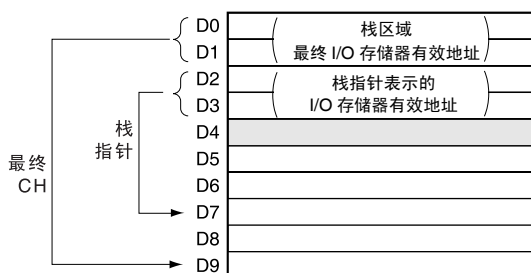 D0
栈区域
D1
最终 I/O 存储器有效地址
D2
栈指针表示的
D3
I/O 存储器有效地址
D4
栈
指针
D5
最终
CH
D6
D7
D8
D9